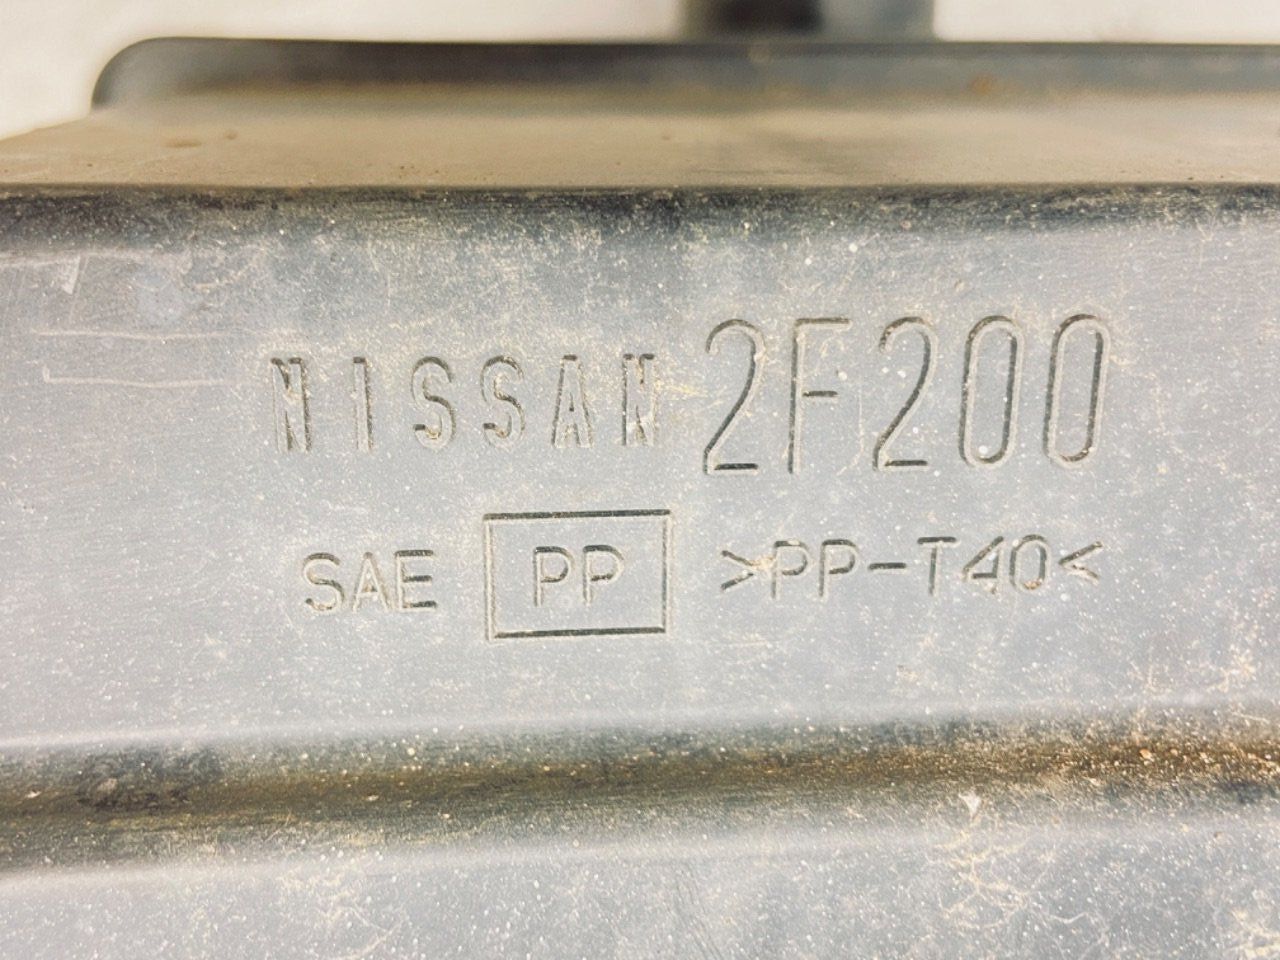 NISSAN 2F200
SAE PP >PP-T40<